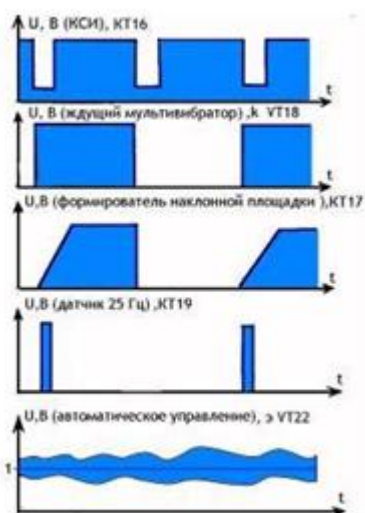 U, В (КСИ), КТ16
t
U, В (ждущий мультивибратор) ,k VT18
t
U,В (формирователь наклонной площадки ),КТ17
t
U,В (датчик 25 Гц) ,КТ19
t
U,В (автоматическое управление), э VT22
1
t